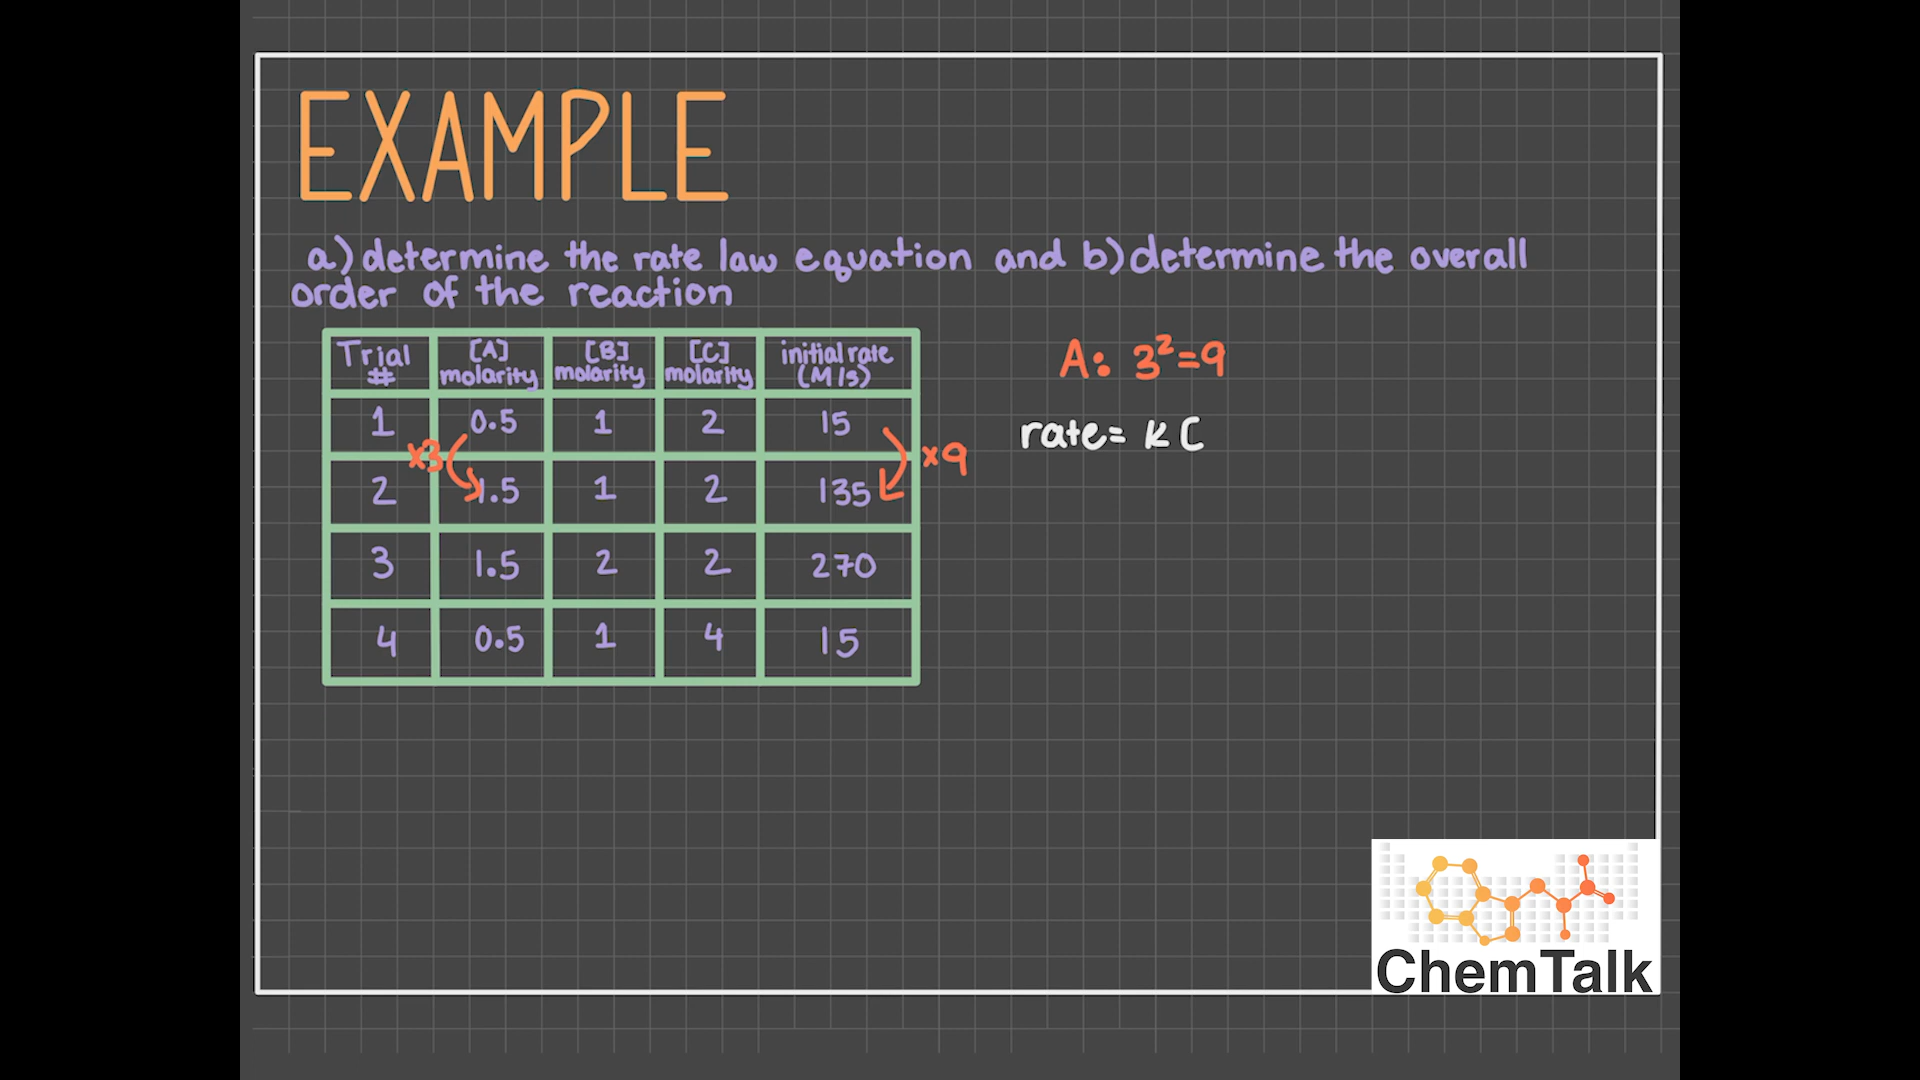 EXAMPLE
a) determine the rate law equation and b) determine the overall
order of the reaction
Trial # [A] molarity [B] molarity [C] molarity initial rate (M/s)
1 0.5 1 2 15
x3 x9
2 1.5 1 2 135
3 1.5 2 2 270
4 0.5 1 4 15
A: 3²=9
rate= k [
ChemTalk